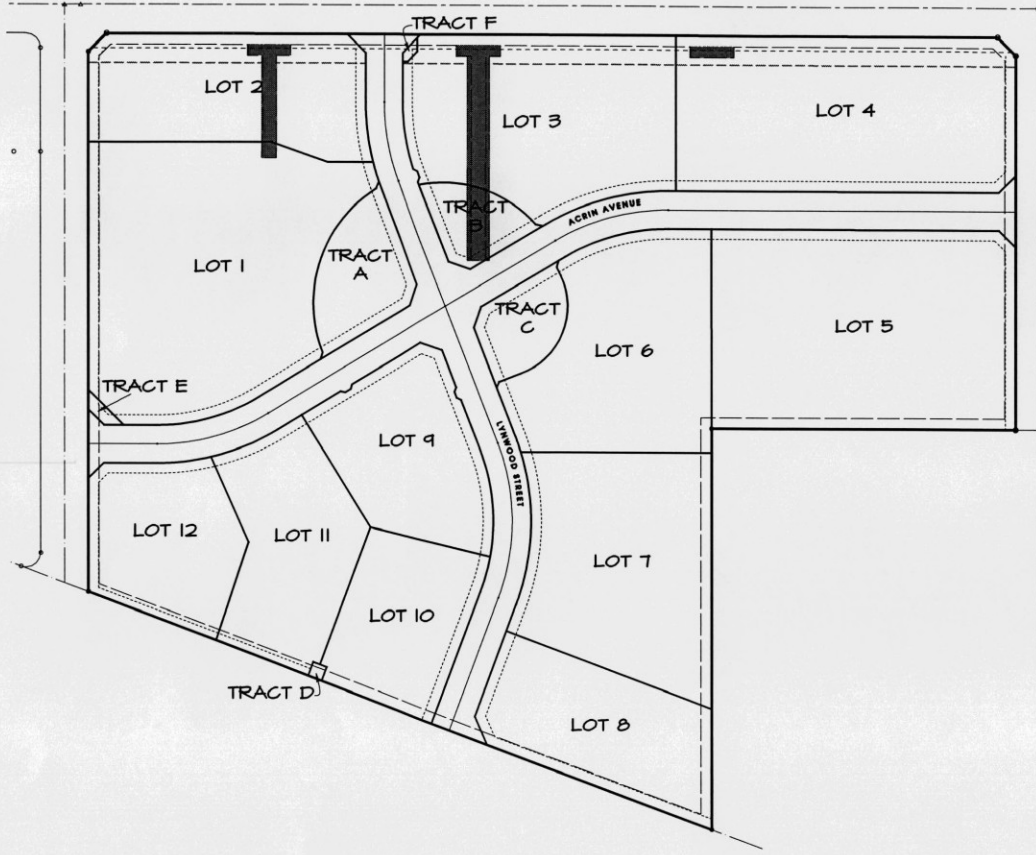 TRACT F
LOT 2
LOT 3
LOT 4
TRACT
B
ACRIN AVENUE
LOT 1
TRACT
A
TRACT
C
LOT 5
LOT 6
TRACT E
LOT 9
LYNWOOD STREET
LOT 12
LOT 11
LOT 7
LOT 10
TRACT D
LOT 8